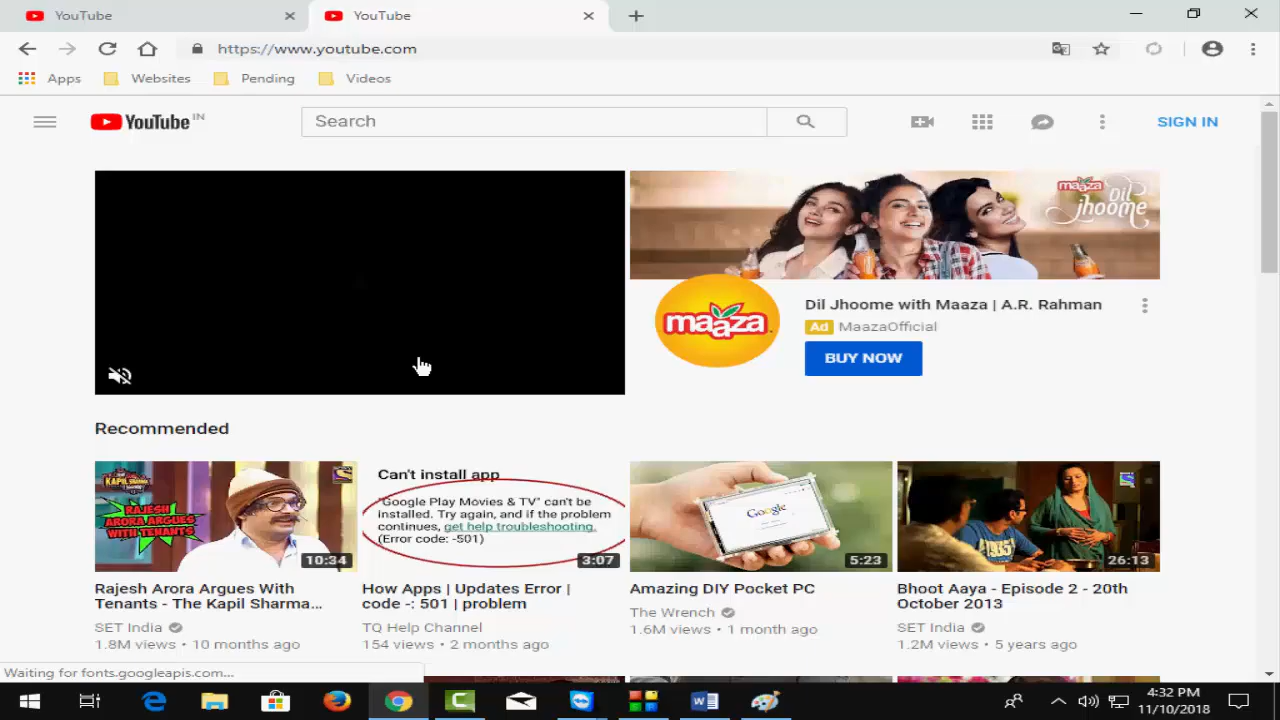 YouTube
YouTube
https://www.youtube.com
Apps
Websites
Pending
Videos
YouTube IN
Search
SIGN IN
maaza
Dil
jhoome
maaza
Dil Jhoome with Maaza | A.R. Rahman
Ad MaazaOfficial
BUY NOW
Recommended
THE
KAPIL SHARMA
RAJESH
ARORA ARGUES
WITH TENANTS
10:34
Can't install app
"Google Play Movies & TV" can't be
installed. Try again, and if the problem
continues, get help troubleshooting.
(Error code: -501)
3:07
Google
5:23
1935
26:13
Rajesh Arora Argues With
Tenants - The Kapil Sharma...
SET India
1.8M views • 10 months ago
How Apps | Updates Error |
code -: 501 | problem
TQ Help Channel
154 views • 2 months ago
Amazing DIY Pocket PC
The Wrench
1.6M views • 1 month ago
Bhoot Aaya - Episode 2 - 20th
October 2013
SET India
1.2M views • 5 years ago
Waiting for fonts.googleapis.com...
4:32 PM
11/10/2018